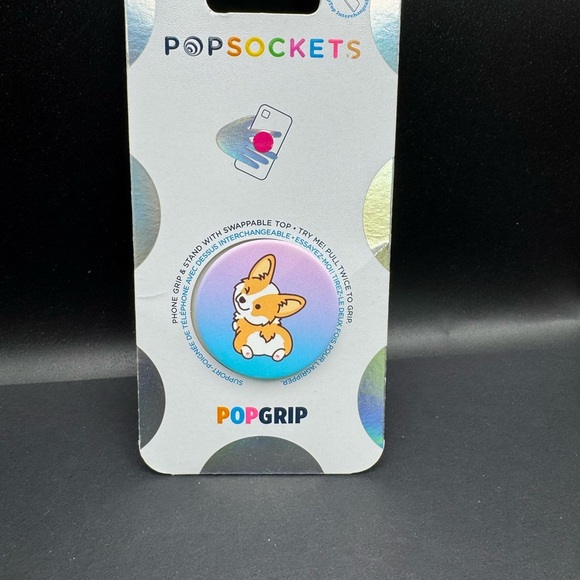 POPSOCKETS
PHONE GRIP & STAND WITH SWAPPABLE TOP • TRY ME! PULL TWICE TO GRIP
SUPPORT-POIGNÉE DE TÉLÉPHONE AVEC DESSUS INTERCHANGEABLE • ESSAYEZ-MOI! TIREZ-LE DEUX FOIS POUR L'AGRIPPER.
POPGRIP